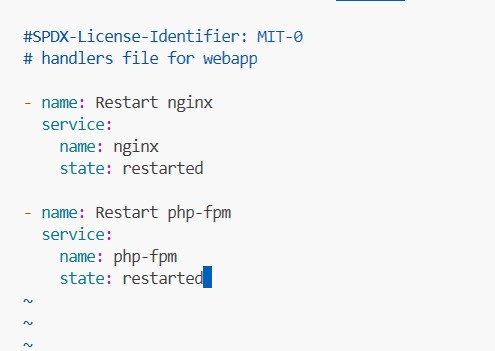 #SPDX-License-Identifier: MIT-0
# handlers file for webapp

- name: Restart nginx
  service:
    name: nginx
    state: restarted

- name: Restart php-fpm
  service:
    name: php-fpm
    state: restarted
~
~
~